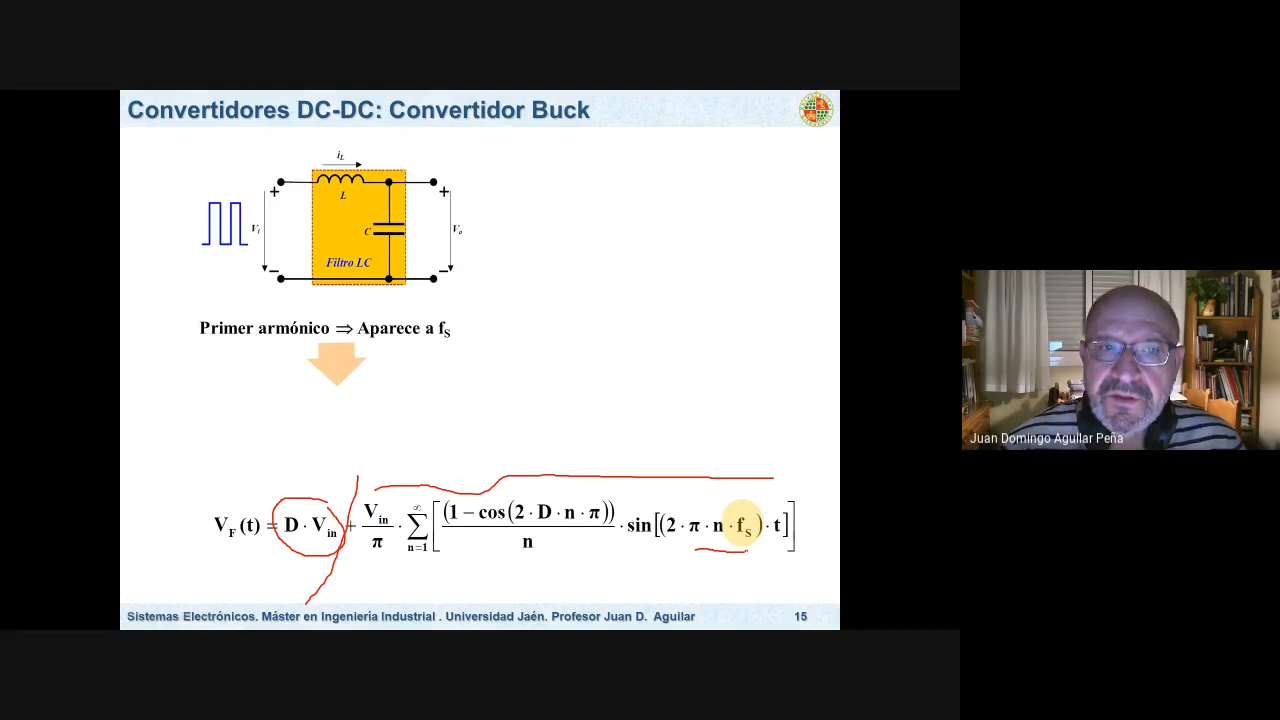 Convertidores DC-DC: Convertidor Buck
i_L
+ L +
V_i C V_o
− Filtro LC −
Primer armónico ⇒ Aparece a f_S
V_F (t) = D · V_in + V_in/π · ∑_{n=1}^{∞} [ (1 − cos(2 · D · n · π))/n · sin[(2 · π · n · f_S) · t] ]
Sistemas Electrónicos. Máster en Ingeniería Industrial . Universidad Jaén. Profesor Juan D. Aguilar 15
Juan Domingo Aguilar Peña